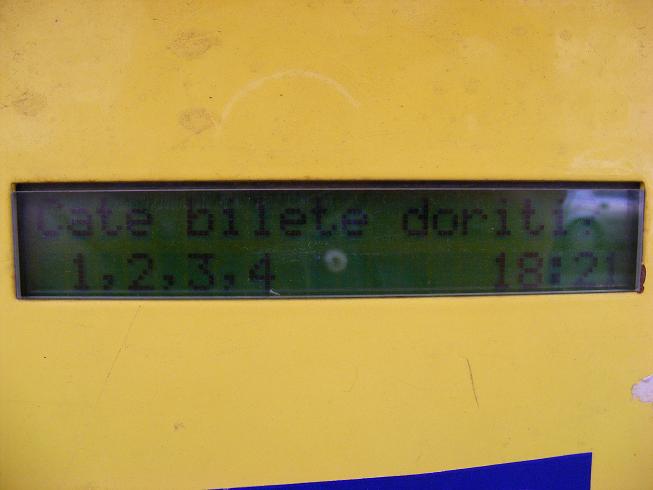 Cate bilete doriti?
1,2,3,4 18:21